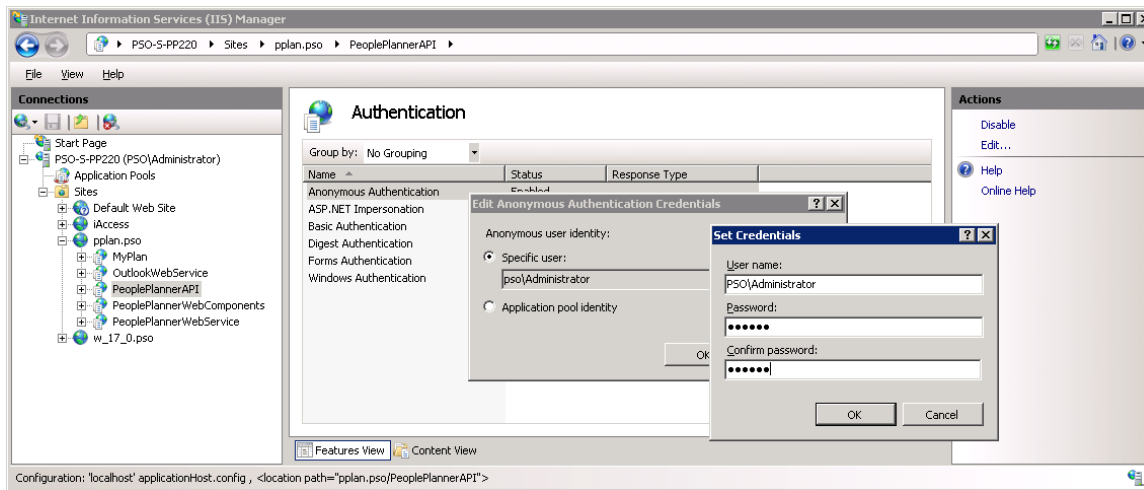 Internet Information Services (IIS) Manager
PSO-S-PP220 Sites pplan.pso PeoplePlannerAPI
File View Help
Connections
Start Page
PSO-S-PP220 (PSO\Administrator)
Application Pools
Sites
Default Web Site
iAccess
pplan.pso
MyPlan
OutlookWebService
PeoplePlannerAPI
PeoplePlannerWebComponents
PeoplePlannerWebService
w_17_0.pso
Authentication
Group by: No Grouping
Name Status Response Type
Anonymous Authentication Enabled
ASP.NET Impersonation
Basic Authentication
Digest Authentication
Forms Authentication
Windows Authentication
Edit Anonymous Authentication Credentials
Anonymous user identity:
Specific user:
pso\Administrator
Application pool identity
OK
Set Credentials
User name:
PSO\Administrator
Password:
••••••
Confirm password:
••••••
OK Cancel
Actions
Disable
Edit...
Help
Online Help
Features View Content View
Configuration: 'localhost' applicationHost.config , <location path="pplan.pso/PeoplePlannerAPI">